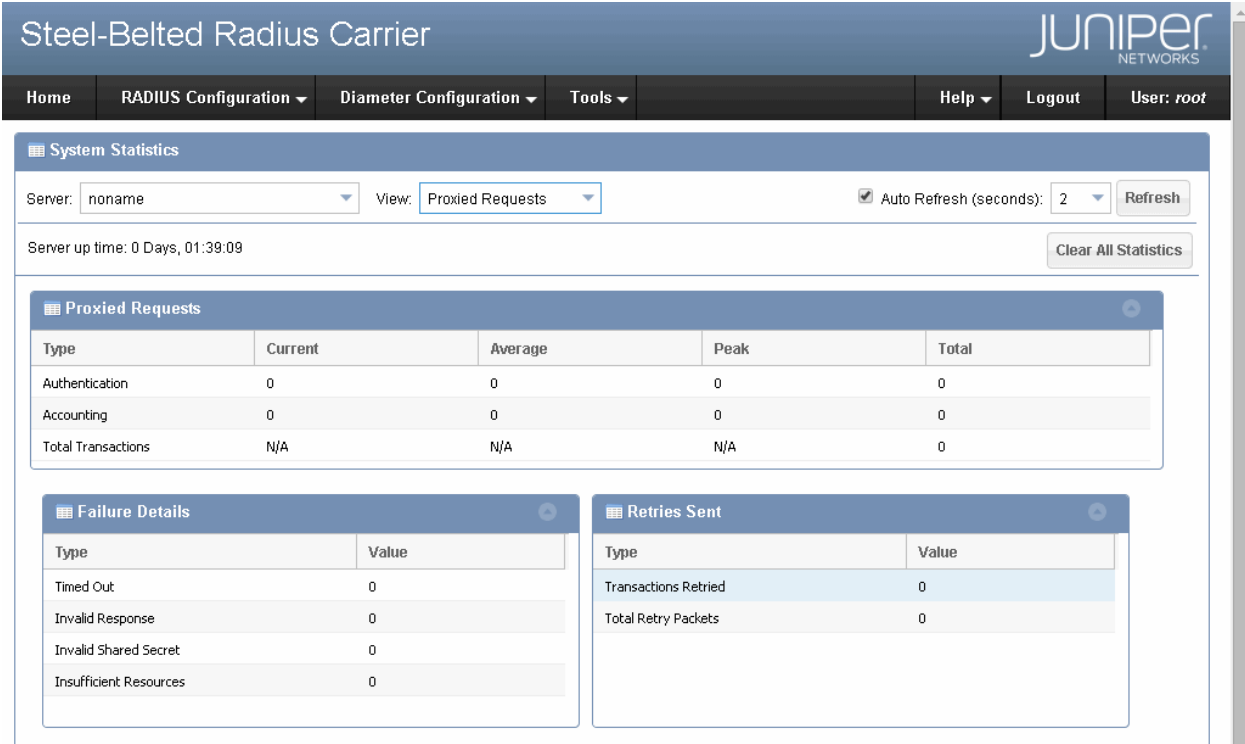 Steel-Belted Radius Carrier
JUNIPER
NETWORKS
Home RADIUS Configuration Diameter Configuration Tools Help Logout User: root
System Statistics
Server: noname View: Proxied Requests Auto Refresh (seconds): 2 Refresh
Server up time: 0 Days, 01:39:09 Clear All Statistics
Proxied Requests
Type Current Average Peak Total
Authentication 0 0 0 0
Accounting 0 0 0 0
Total Transactions N/A N/A N/A 0
Failure Details
Type Value
Timed Out 0
Invalid Response 0
Invalid Shared Secret 0
Insufficient Resources 0
Retries Sent
Type Value
Transactions Retried 0
Total Retry Packets 0